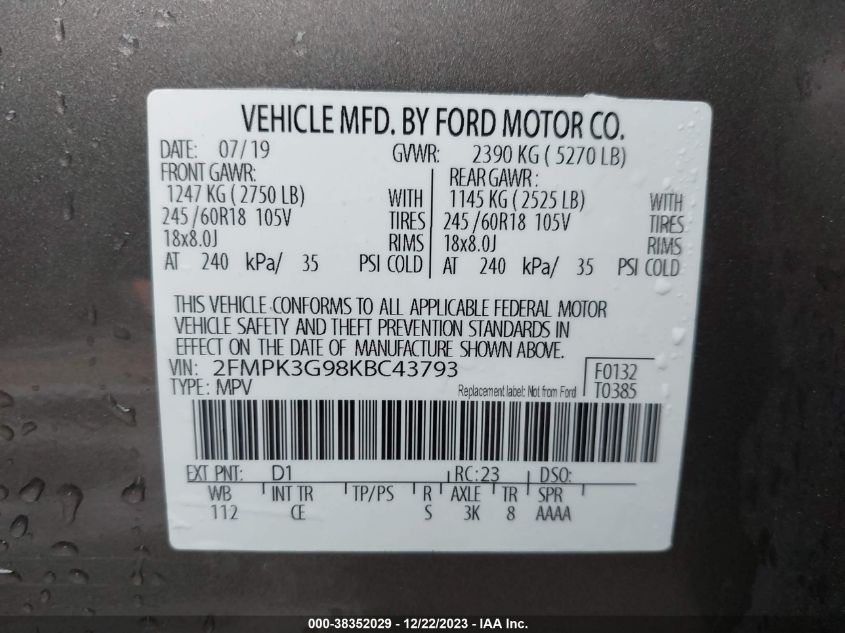 VEHICLE MFD. BY FORD MOTOR CO.
DATE: 07/19 GVWR: 2390 KG ( 5270 LB)
FRONT GAWR: REAR GAWR :
1247 KG ( 2750 LB) WITH 1145 KG ( 2525 LB) WITH
245 /60R18 105V TIRES 245 /60R18 105V TIRES
18x8.0J RIMS 18x8.0J RIMS
AT 240 kPa/ 35 PSI COLD AT 240 kPa/ 35 PSI COLD
THIS VEHICLE CONFORMS TO ALL APPLICABLE FEDERAL MOTOR
VEHICLE SAFETY AND THEFT PREVENTION STANDARDS IN
EFFECT ON THE DATE OF MANUFACTURE SHOWN ABOVE.
VIN: 2FMPK3G98KBC43793 F0132
TYPE: MPV Replacement label: Not from Ford T0385
EXT PNT: D1 RC: 23 DSO:
WB INT TR TP/PS R AXLE TR SPR
112 CE S 3K 8 AAAA
000-38352029 - 12/22/2023 - IAA Inc.